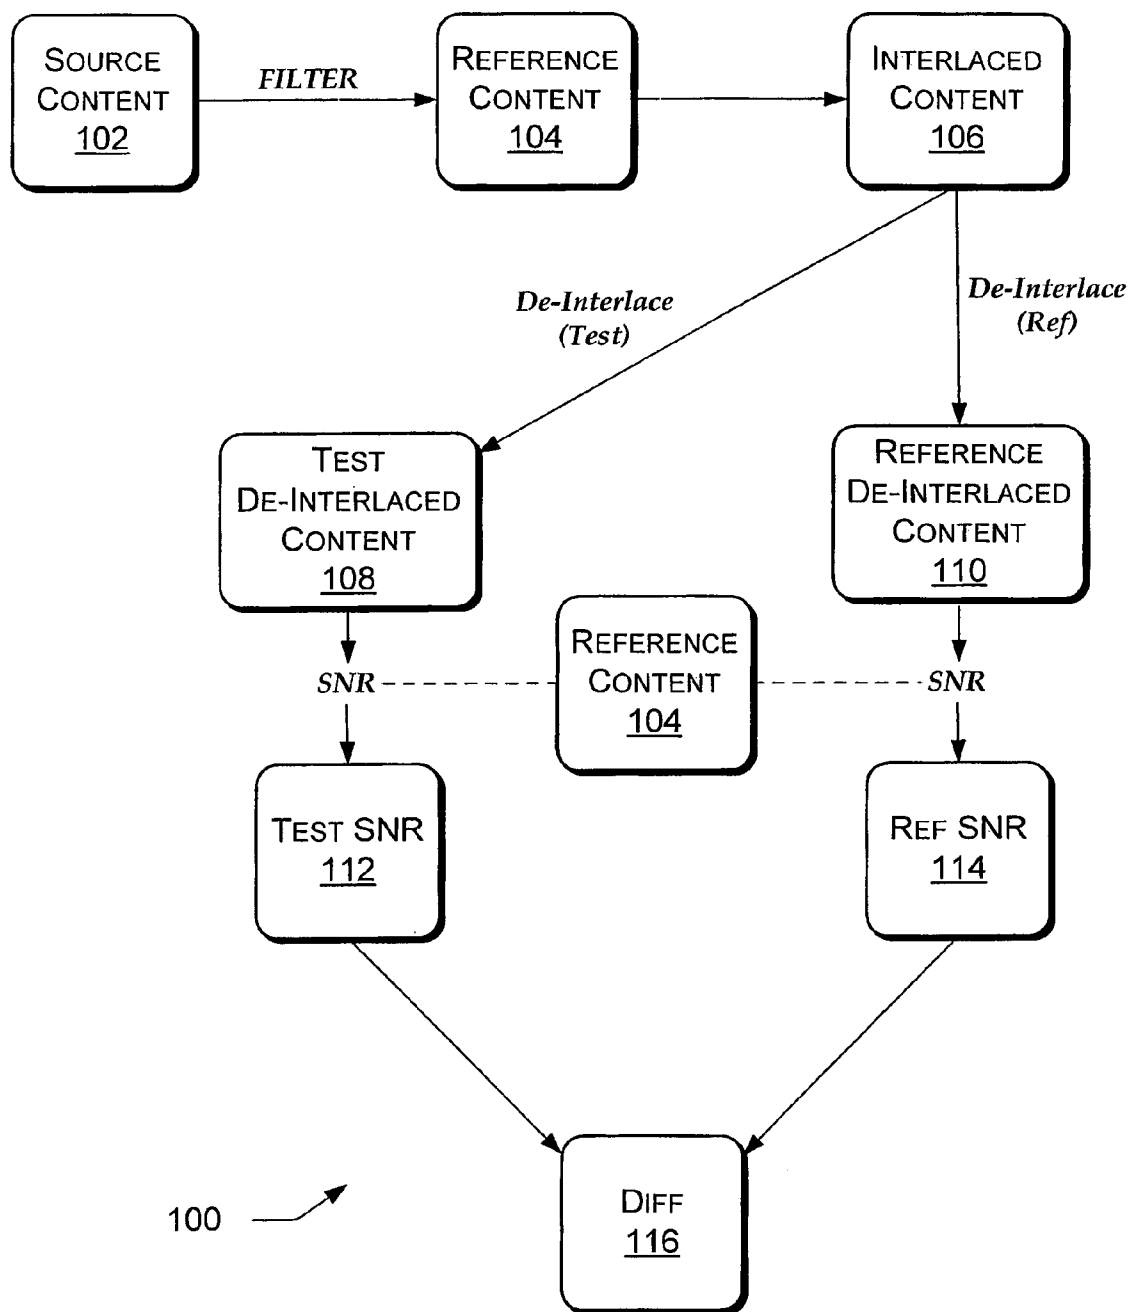 SOURCE
CONTENT
102
FILTER
REFERENCE
CONTENT
104
INTERLACED
CONTENT
106
De-Interlace
(Test)
De-Interlace
(Ref)
TEST
DE-INTERLACED
CONTENT
108
REFERENCE
DE-INTERLACED
CONTENT
110
SNR
REFERENCE
CONTENT
104
SNR
TEST SNR
112
REF SNR
114
100
DIFF
116